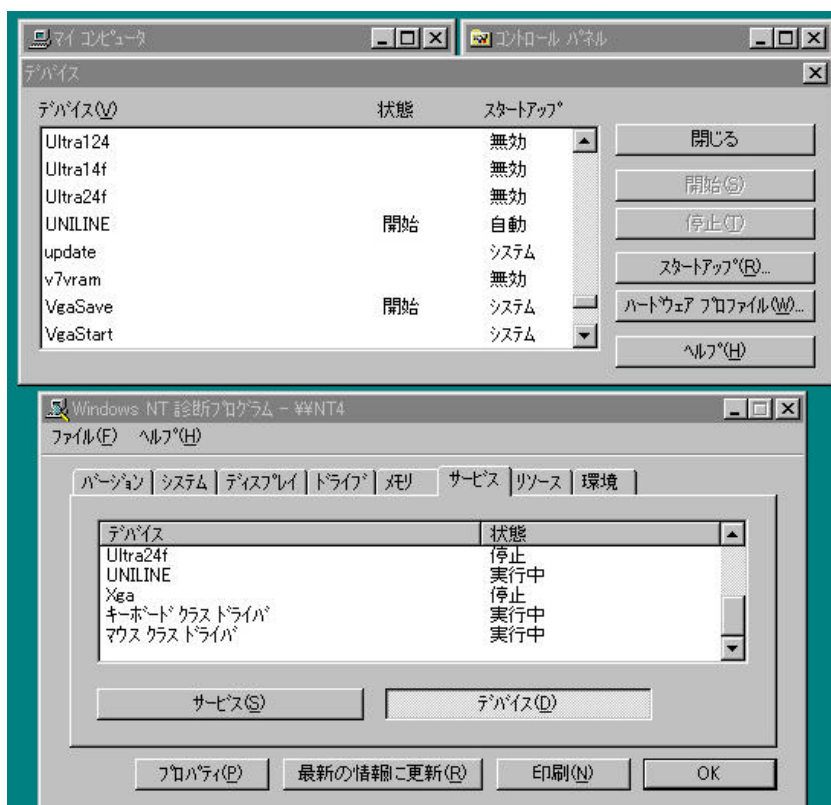 マイ コンピュータ
コントロール パネル
デバイス
デバイス(V) 状態 スタートアップ
Ultra124 無効
Ultra14f 無効
Ultra24f 無効
UNILINE 開始 自動
update システム
v7vram 無効
VgaSave 開始 システム
VgaStart システム
閉じる
開始(S)
停止(T)
スタートアップ(R)...
ハードウェア プロファイル(W)...
ヘルプ(H)
Windows NT 診断プログラム - ¥¥NT4
ファイル(F) ヘルプ(H)
バージョン システム ディスプレイ ドライブ メモリ サービス リソース 環境
デバイス 状態
Ultra24f 停止
UNILINE 実行中
Xga 停止
キーボード クラス ドライバ 実行中
マウス クラス ドライバ 実行中
サービス(S) デバイス(D)
プロパティ(P) 最新の情報に更新(R) 印刷(N) OK